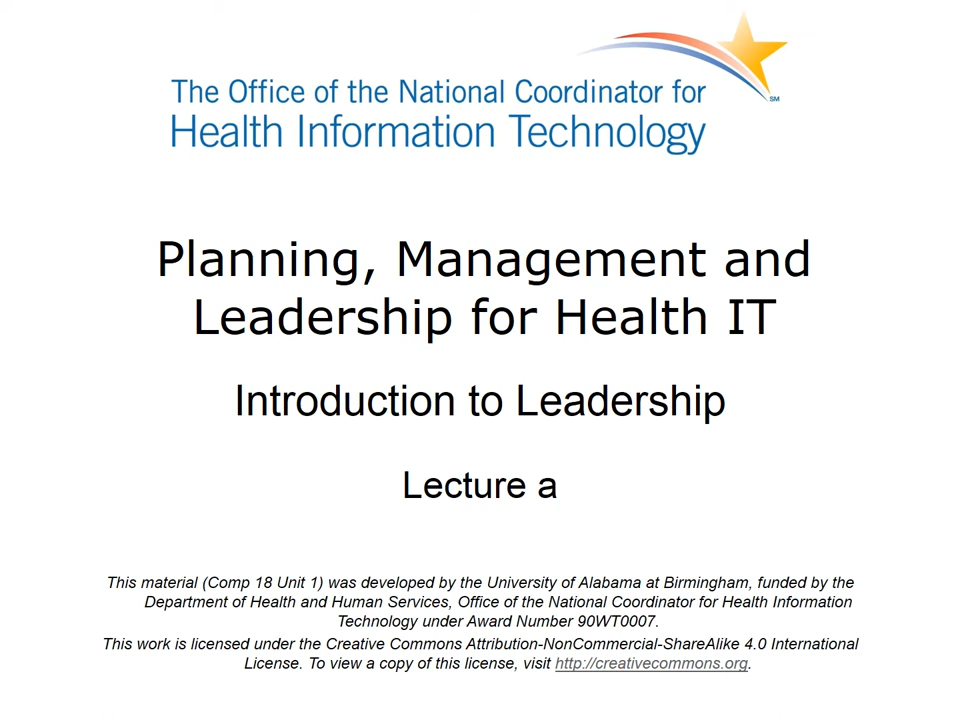 The Office of the National Coordinator for
Health Information Technology
SM
Planning, Management and
Leadership for Health IT
Introduction to Leadership
Lecture a
This material (Comp 18 Unit 1) was developed by the University of Alabama at Birmingham, funded by the
Department of Health and Human Services, Office of the National Coordinator for Health Information
Technology under Award Number 90WT0007.
This work is licensed under the Creative Commons Attribution-NonCommercial-ShareAlike 4.0 International
License. To view a copy of this license, visit http://creativecommons.org.